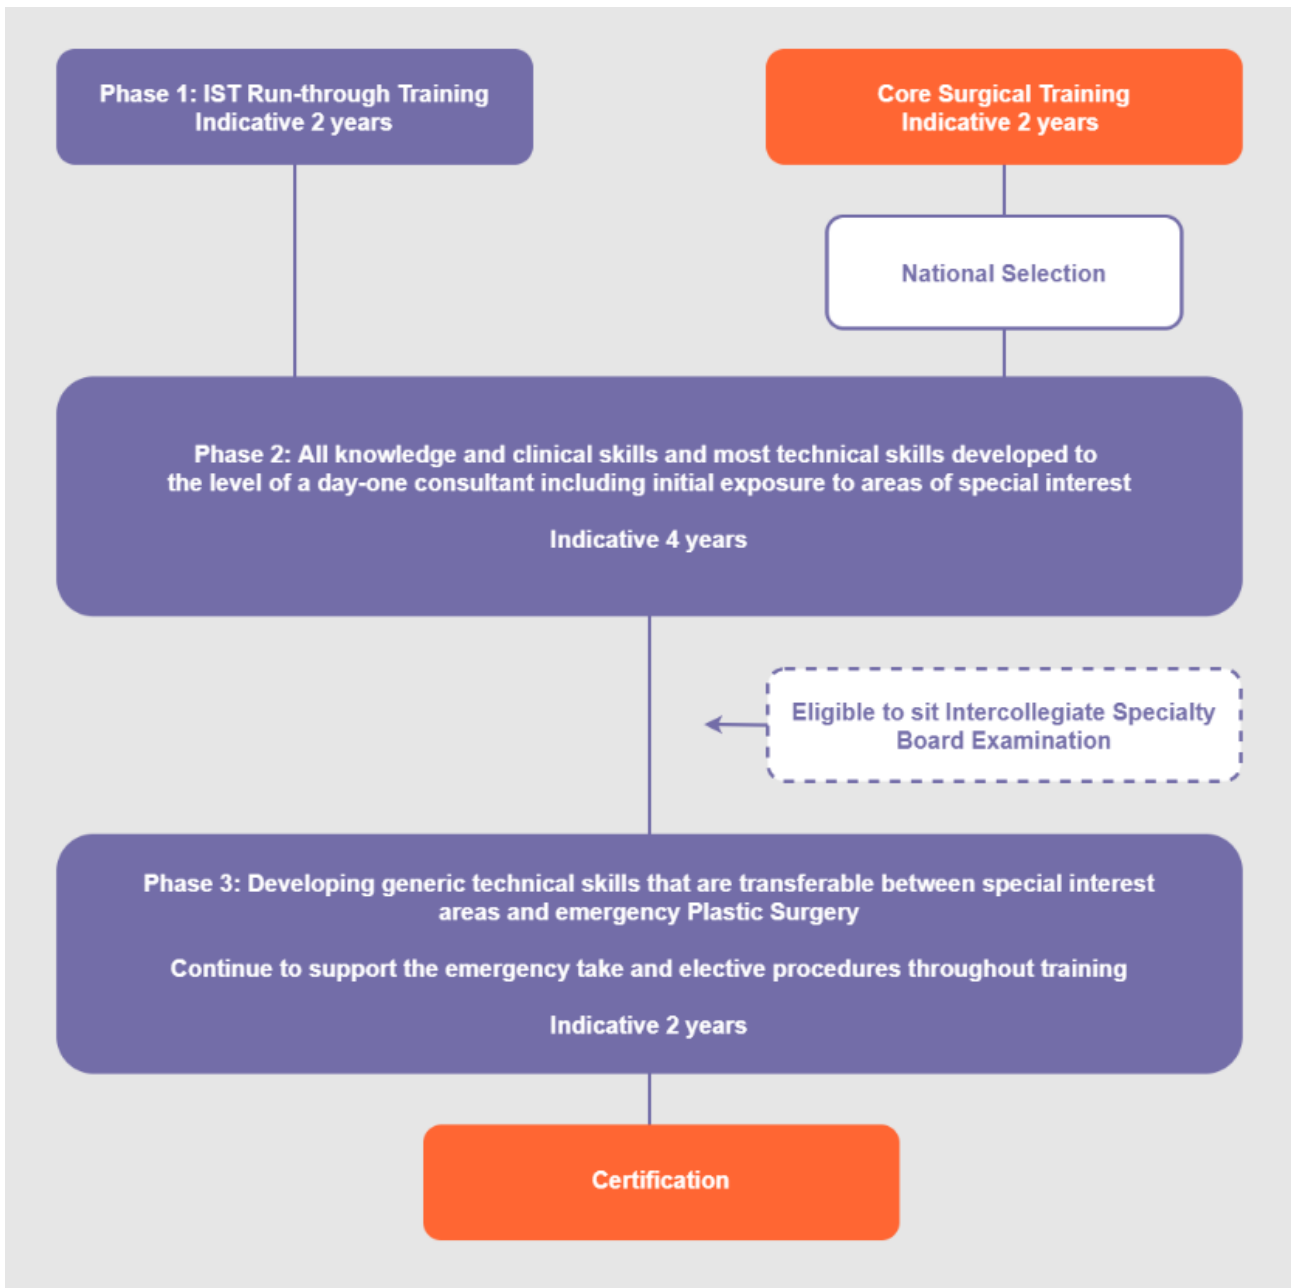 Phase 1: IST Run-through Training
Indicative 2 years
Core Surgical Training
Indicative 2 years
National Selection
Phase 2: All knowledge and clinical skills and most technical skills developed to
the level of a day-one consultant including initial exposure to areas of special interest
Indicative 4 years
Eligible to sit Intercollegiate Specialty
Board Examination
Phase 3: Developing generic technical skills that are transferable between special interest
areas and emergency Plastic Surgery
Continue to support the emergency take and elective procedures throughout training
Indicative 2 years
Certification